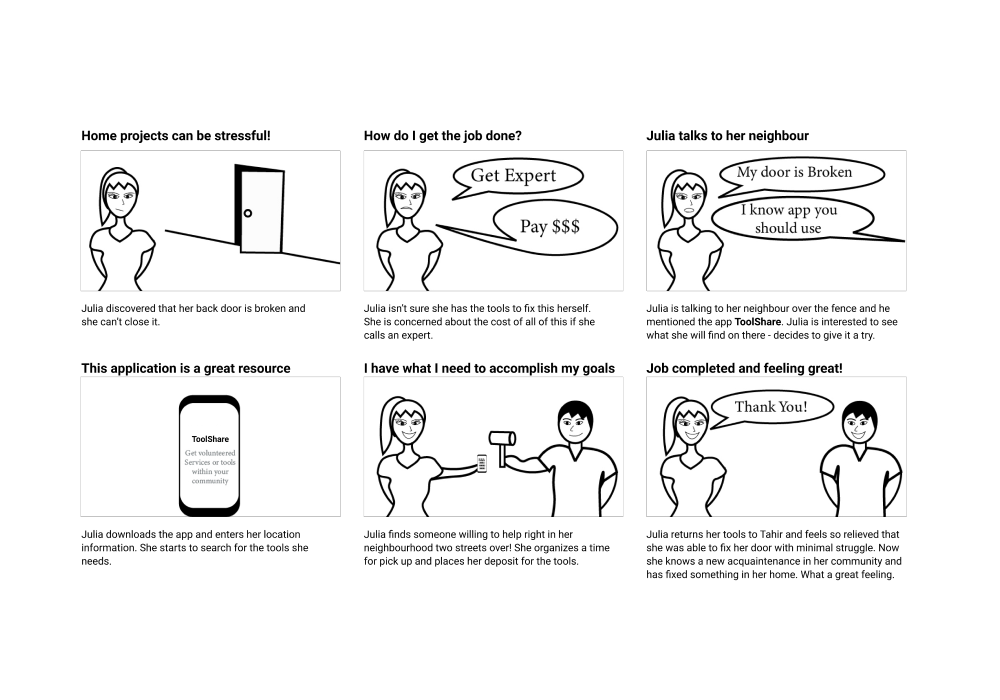 Home projects can be stressful!
Julia discovered that her back door is broken and
she can't close it.
How do I get the job done?
Get Expert
Pay $$$
Julia isn't sure she has the tools to fix this herself.
She is concerned about the cost of all of this if she
calls an expert.
Julia talks to her neighbour
My door is Broken
I know app you
should use
Julia is talking to her neighbour over the fence and he
mentioned the app ToolShare. Julia is interested to see
what she will find on there - decides to give it a try.
This application is a great resource
ToolShare
Get volunteered
Services or tools
within your
community
Julia downloads the app and enters her location
information. She starts to search for the tools she
needs.
I have what I need to accomplish my goals
Julia finds someone willing to help right in her
neighbourhood two streets over! She organizes a time
for pick up and places her deposit for the tools.
Job completed and feeling great!
Thank You!
Julia returns her tools to Tahir and feels so relieved that
she was able to fix her door with minimal struggle. Now
she knows a new acquaintenance in her community and
has fixed something in her home. What a great feeling.